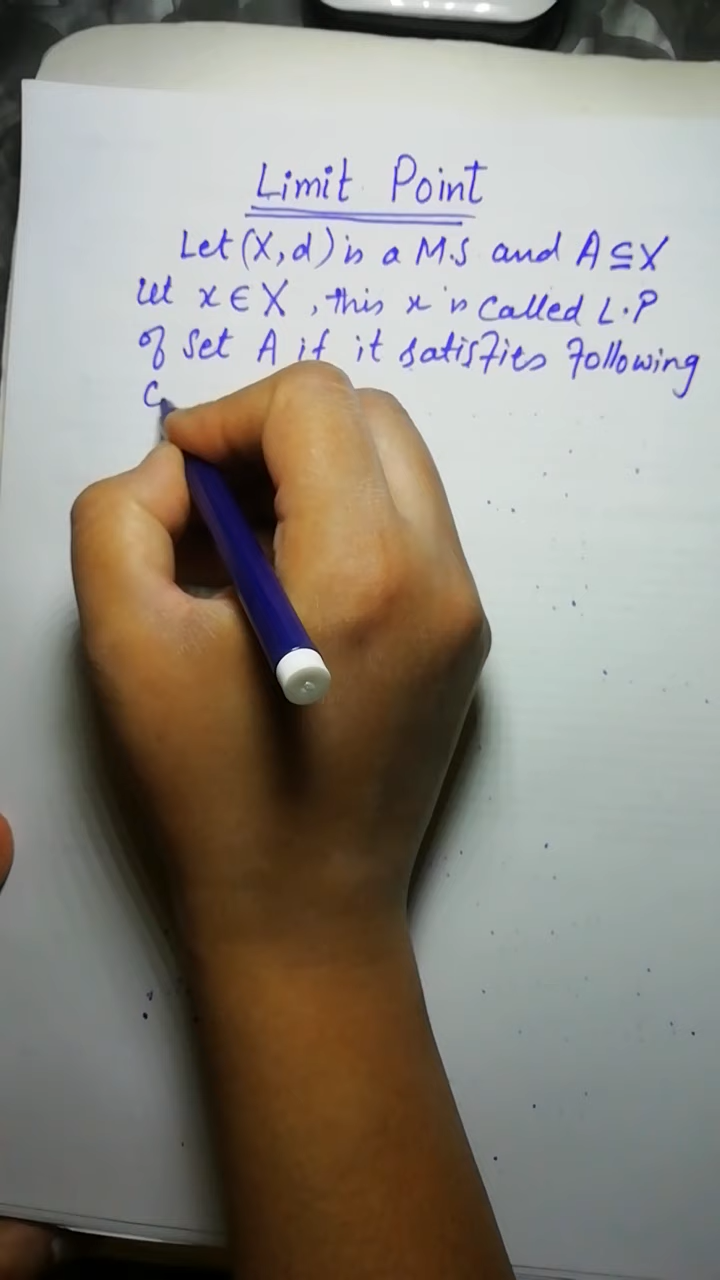 Limit Point
Let (X,d) is a M.S and A ⊆ X
Let x ∈ X, this x is called L.P
of set A if it satisfies following
C